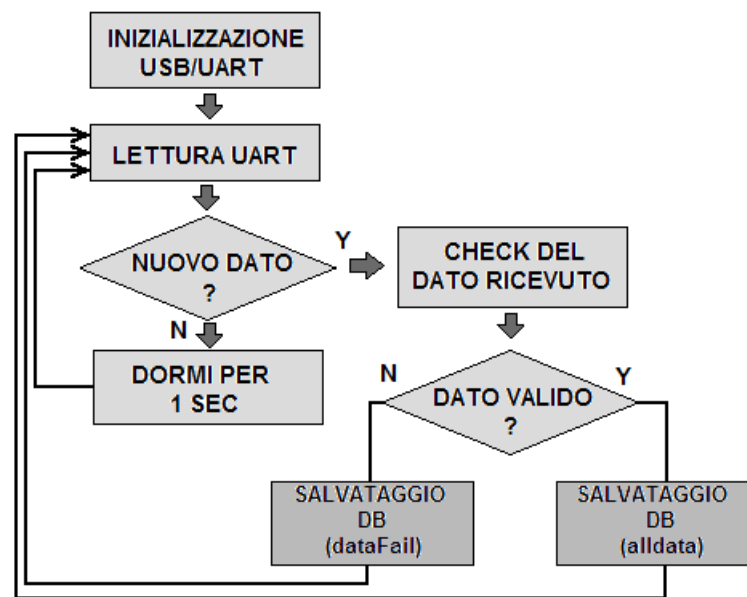 INIZIALIZZAZIONE
USB/UART
LETTURA UART
NUOVO DATO
?
Y
N
CHECK DEL
DATO RICEVUTO
DORMI PER
1 SEC
DATO VALIDO
?
N
Y
SALVATAGGIO
DB
(dataFail)
SALVATAGGIO
DB
(alldata)